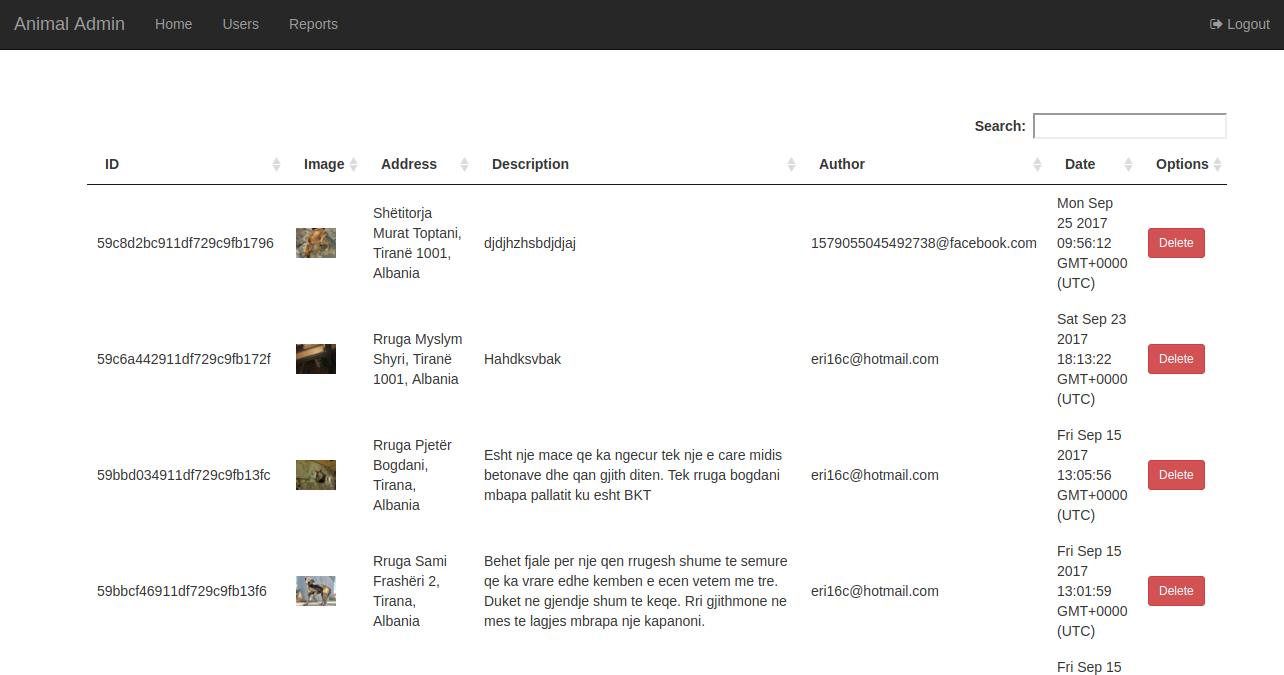 Animal Admin Home Users Reports Logout
Search:
ID Image Address Description Author Date Options
59c8d2bc911df729c9fb1796
Shëtitorja
Murat Toptani,
Tiranë 1001,
Albania
djdjhzhsbdjdjaj
1579055045492738@facebook.com
Mon Sep
25 2017
09:56:12
GMT+0000
(UTC)
Delete
59c6a442911df729c9fb172f
Rruga Myslym
Shyri, Tiranë
1001, Albania
Hahdksvbak
eri16c@hotmail.com
Sat Sep 23
2017
18:13:22
GMT+0000
(UTC)
Delete
59bbd034911df729c9fb13fc
Rruga Pjetër
Bogdani,
Tirana,
Albania
Esht nje mace qe ka ngecur tek nje e care midis
betonave dhe qan gjith diten. Tek rruga bogdani
mbapa pallatit ku esht BKT
eri16c@hotmail.com
Fri Sep 15
2017
13:05:56
GMT+0000
(UTC)
Delete
59bbcf46911df729c9fb13f6
Rruga Sami
Frashëri 2,
Tirana,
Albania
Behet fjale per nje qen rrugesh shume te semure
qe ka vrare edhe kemben e ecen vetem me tre.
Duket ne gjendje shum te keqe. Rri gjithmone ne
mes te lagjes mbrapa nje kapanoni.
eri16c@hotmail.com
Fri Sep 15
2017
13:01:59
GMT+0000
(UTC)
Delete
Fri Sep 15